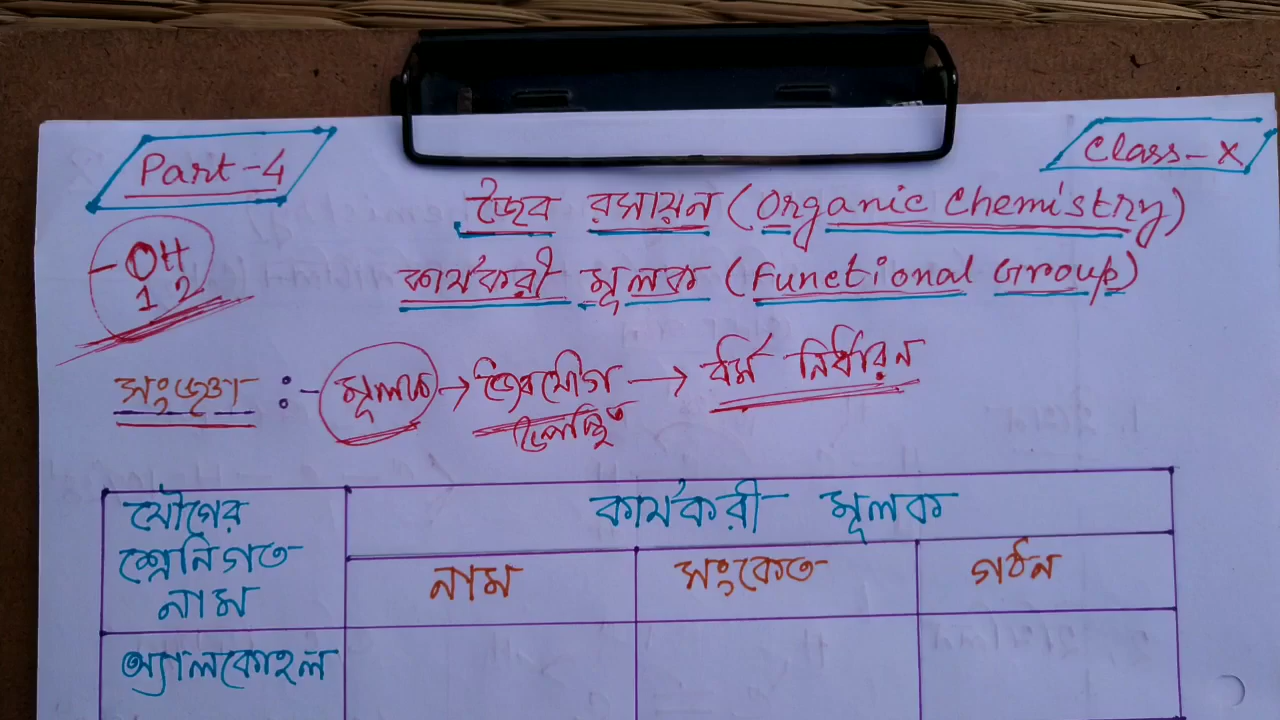 Part-4
Class-X
জৈব রসায়ন (Organic Chemistry)
-OH
1 2
কার্যকরী মূলক (Functional Group)
সংজ্ঞা :- মূলক → জৈবযৌগ → ধর্ম নির্ধারন
যৌগের
শ্রেনিগত
নাম
কার্যকরী মূলক
নাম
সংকেত
গঠন
অ্যালকোহল